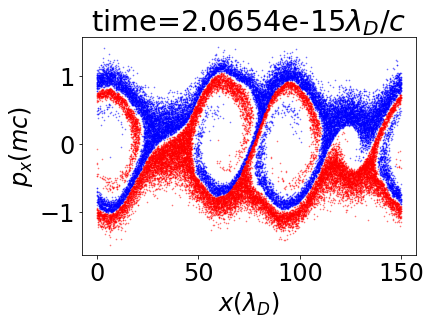 time=2.0654e-15λ_D/c
1
0
−1
p_X(mc)
0 50 100 150
x(λ_D)